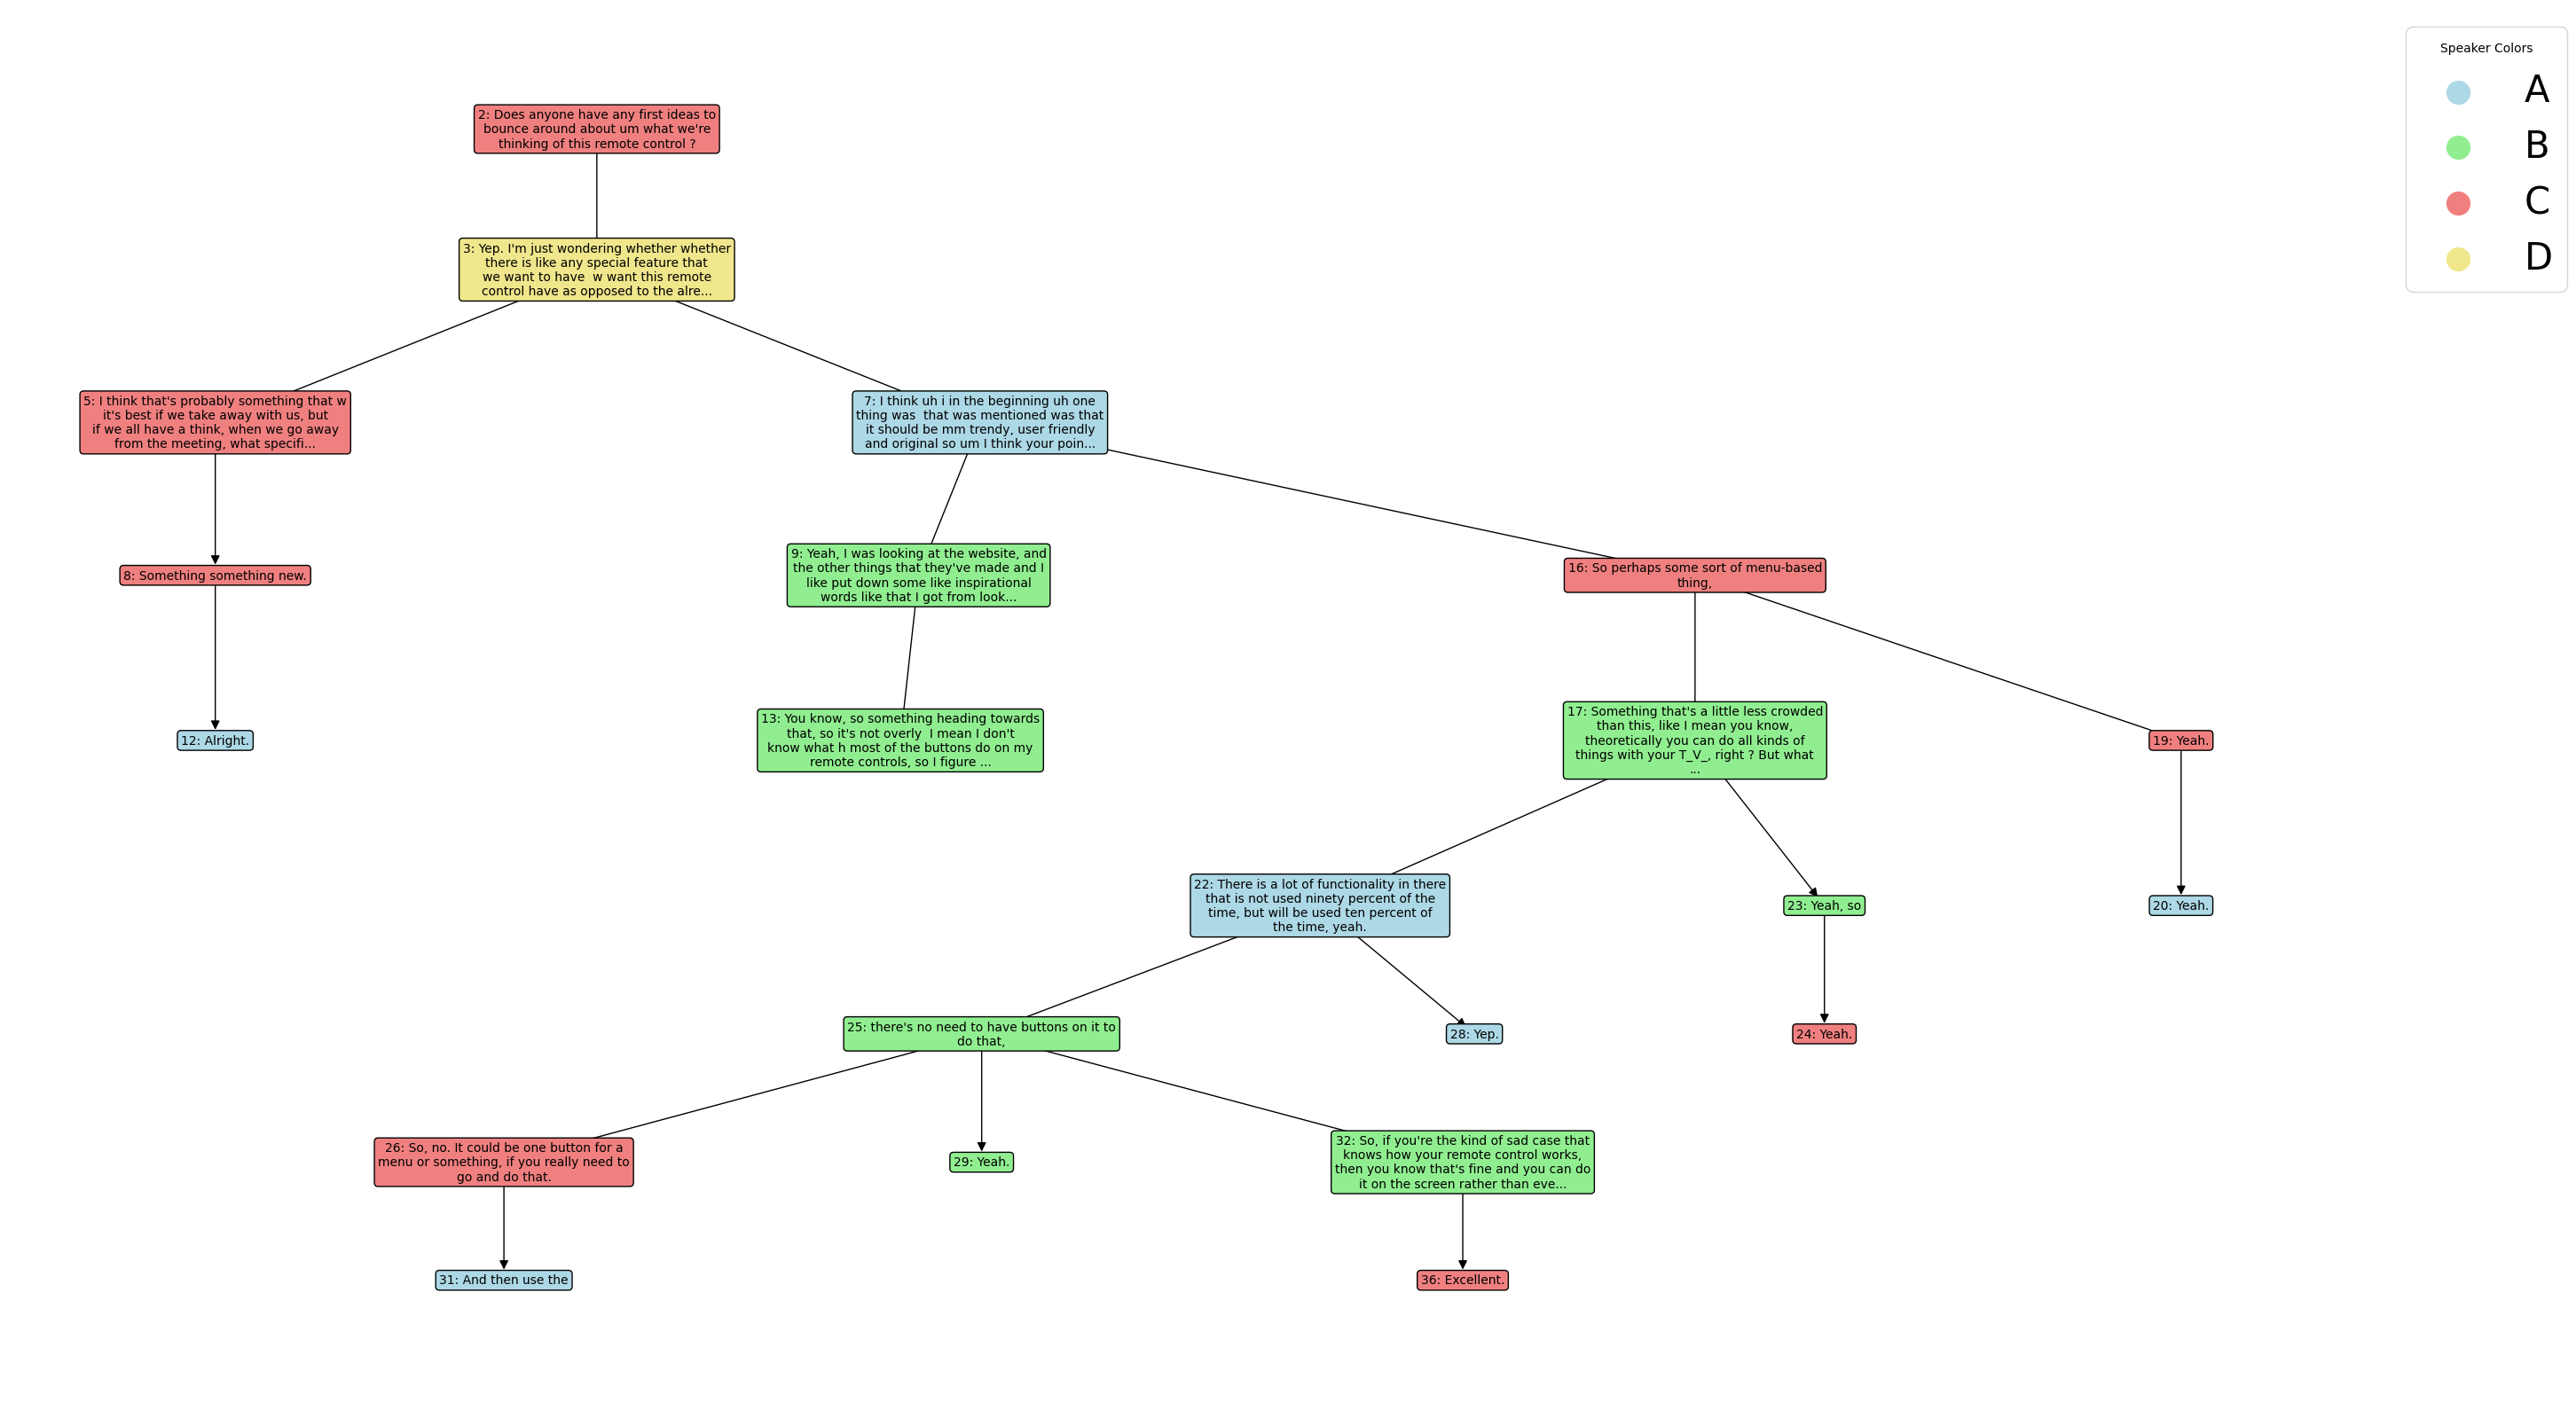 Speaker Colors
A
B
C
D
2: Does anyone have any first ideas to
bounce around about um what we're
thinking of this remote control ?
3: Yep. I'm just wondering whether whether
there is like any special feature that
we want to have  w want this remote
control have as opposed to the alre...
5: I think that's probably something that w
it's best if we take away with us, but
if we all have a think, when we go away
from the meeting, what specifi...
7: I think uh i in the beginning uh one
thing was  that was mentioned was that
it should be mm trendy, user friendly
and original so um I think your poin...
8: Something something new.
9: Yeah, I was looking at the website, and
the other things that they've made and I
like put down some like inspirational
words like that I got from look...
16: So perhaps some sort of menu-based
thing,
12: Alright.
13: You know, so something heading towards
that, so it's not overly  I mean I don't
know what h most of the buttons do on my
remote controls, so I figure ...
17: Something that's a little less crowded
than this, like I mean you know,
theoretically you can do all kinds of
things with your T_V_, right ? But what
...
19: Yeah.
22: There is a lot of functionality in there
that is not used ninety percent of the
time, but will be used ten percent of
the time, yeah.
23: Yeah, so
20: Yeah.
25: there's no need to have buttons on it to
do that,
28: Yep.
24: Yeah.
26: So, no. It could be one button for a
menu or something, if you really need to
go and do that.
29: Yeah.
32: So, if you're the kind of sad case that
knows how your remote control works,
then you know that's fine and you can do
it on the screen rather than eve...
31: And then use the
36: Excellent.